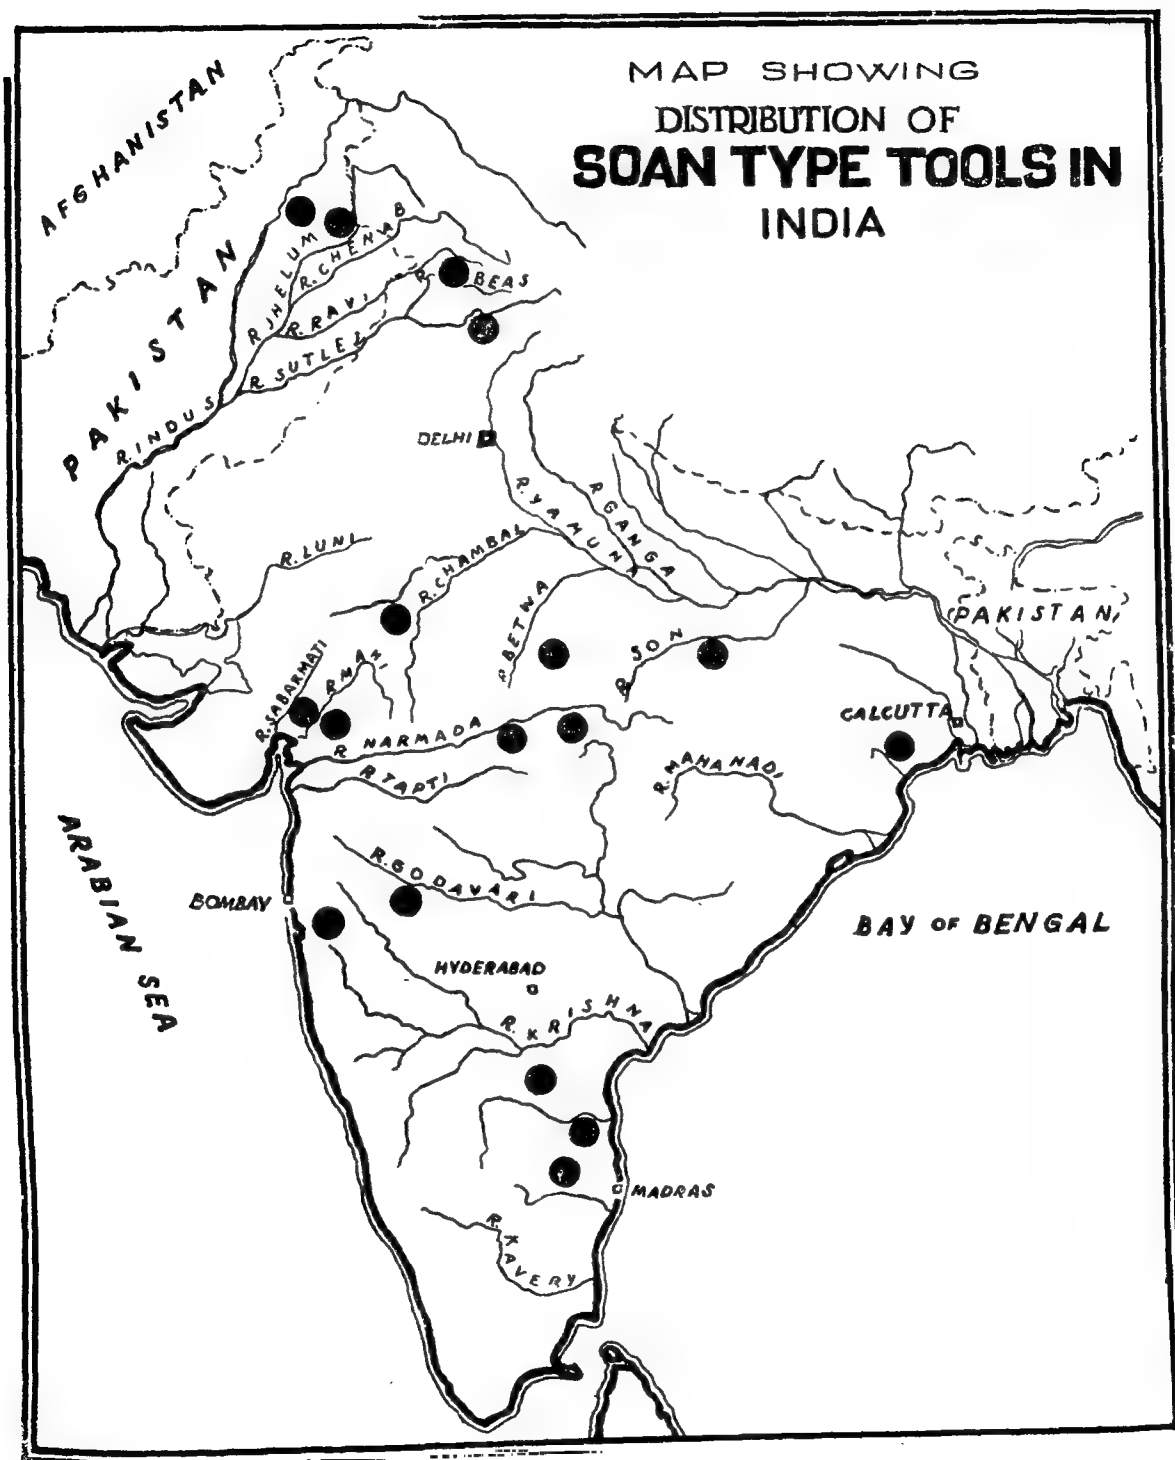 MAP SHOWING
DISTRIBUTION OF
SOAN TYPE TOOLS IN
INDIA
AFGHANISTAN
PAKISTAN
R JHELUM
R. CHENAB
R. RAVI
R. BEAS
R. SUTLEJ
R. INDUS
DELHI
R. YAMUNA
R GANGA
R. LUNI
R. CHAMBAL
R BETWA
R SON
PAKISTAN
R. SABARMATI
R MAHI
CALCUTTA
R NARMADA
R TAPTI
R. MAHANADI
ARABIAN SEA
R. GODAVARI
BOMBAY
BAY OF BENGAL
HYDERABAD
R. KRISHNA
MADRAS
R. KAVERY